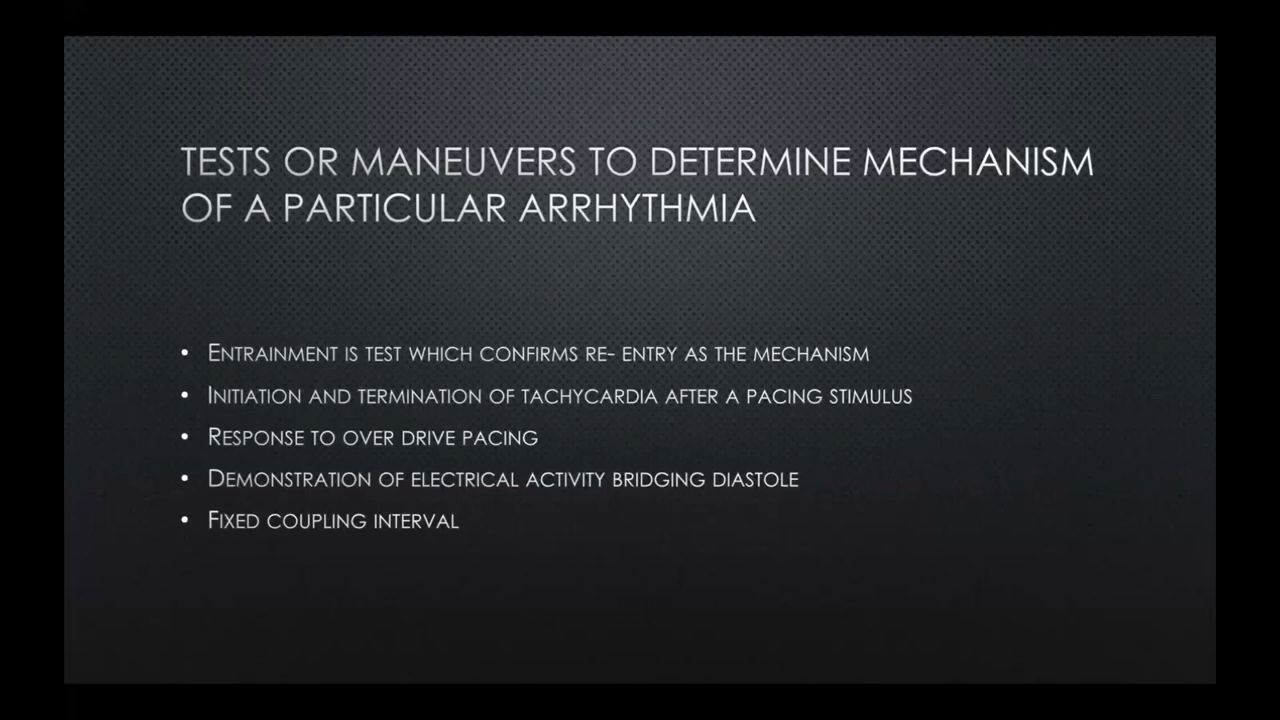 TESTS OR MANEUVERS TO DETERMINE MECHANISM
OF A PARTICULAR ARRHYTHMIA
• ENTRAINMENT IS TEST WHICH CONFIRMS RE- ENTRY AS THE MECHANISM
• INITIATION AND TERMINATION OF TACHYCARDIA AFTER A PACING STIMULUS
• RESPONSE TO OVER DRIVE PACING
• DEMONSTRATION OF ELECTRICAL ACTIVITY BRIDGING DIASTOLE
• FIXED COUPLING INTERVAL